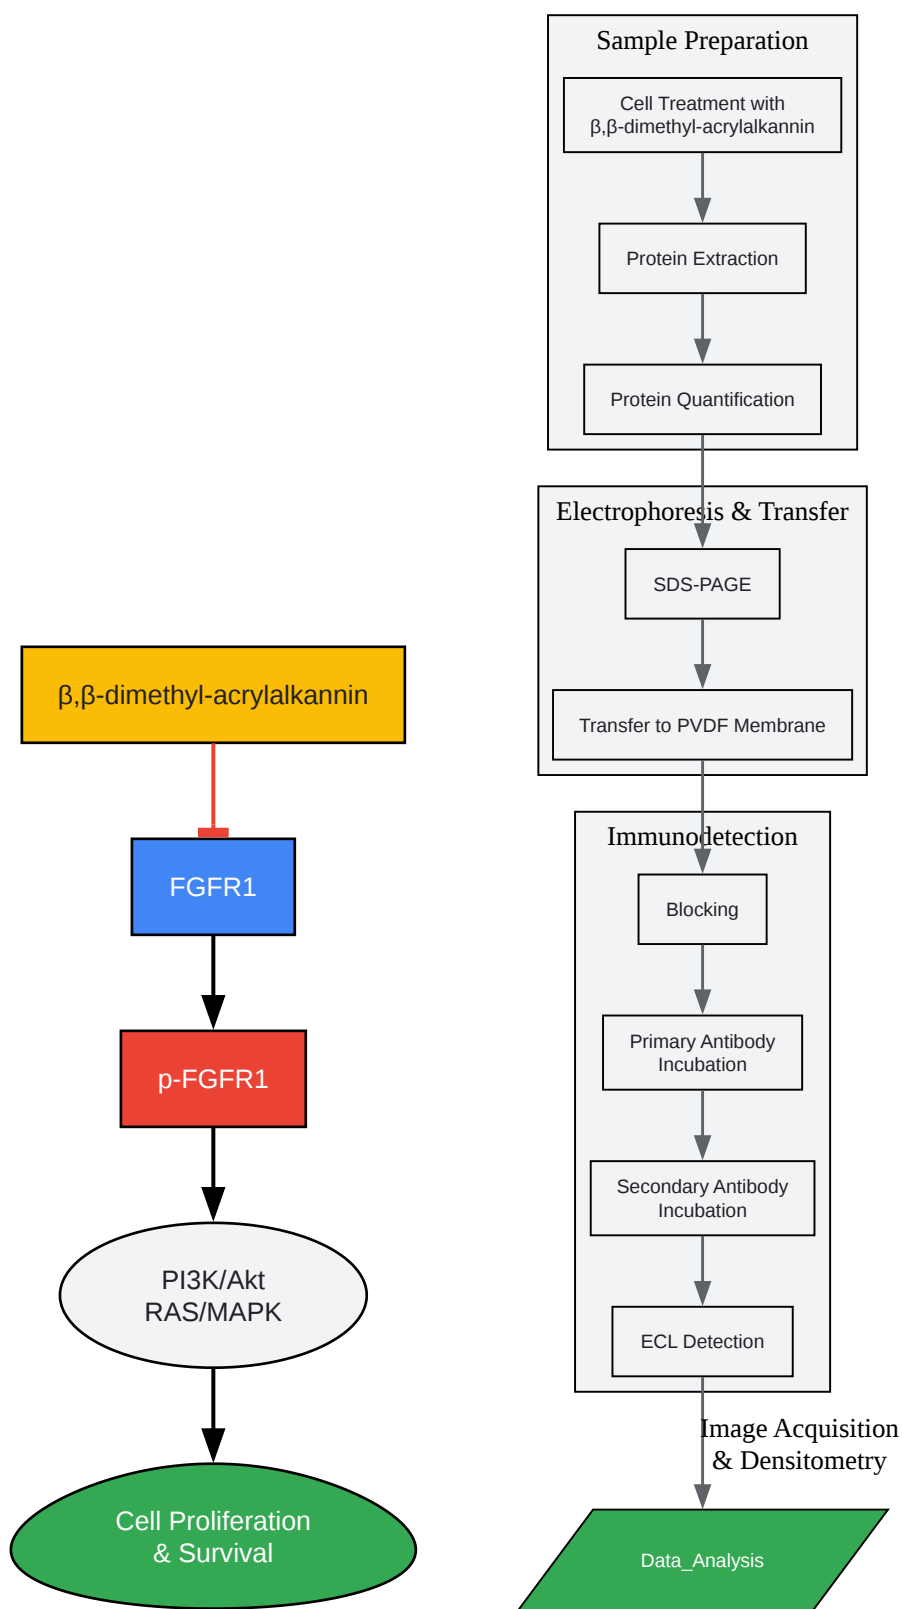 β,β-dimethyl-acrylalkannin
FGFR1
p-FGFR1
PI3K/Akt
RAS/MAPK
Cell Proliferation
& Survival
Sample Preparation
Cell Treatment with
β,β-dimethyl-acrylalkannin
Protein Extraction
Protein Quantification
Electrophoresis & Transfer
SDS-PAGE
Transfer to PVDF Membrane
Immunodetection
Blocking
Primary Antibody
Incubation
Secondary Antibody
Incubation
ECL Detection
Image Acquisition
& Densitometry
Data_Analysis